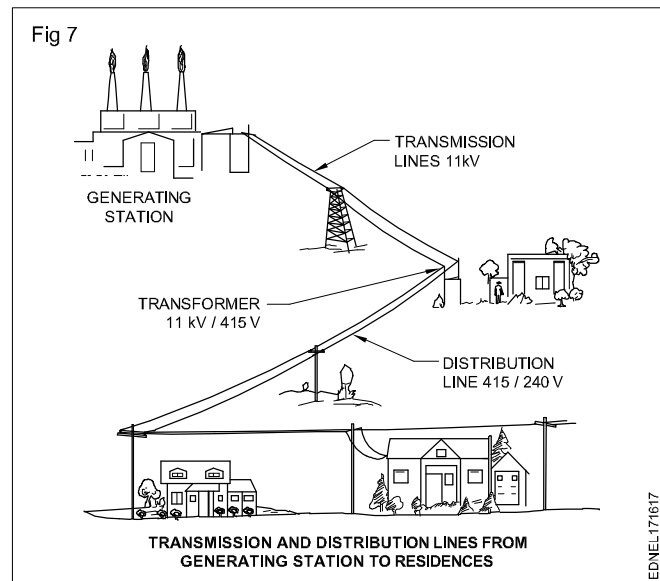 Fig 7
TRANSMISSION
LINES 11kV
GENERATING
STATION
TRANSFORMER
11 kV / 415 V
DISTRIBUTION
LINE 415 / 240 V
TRANSMISSION AND DISTRIBUTION LINES FROM
GENERATING STATION TO RESIDENCES
EDNEL171617